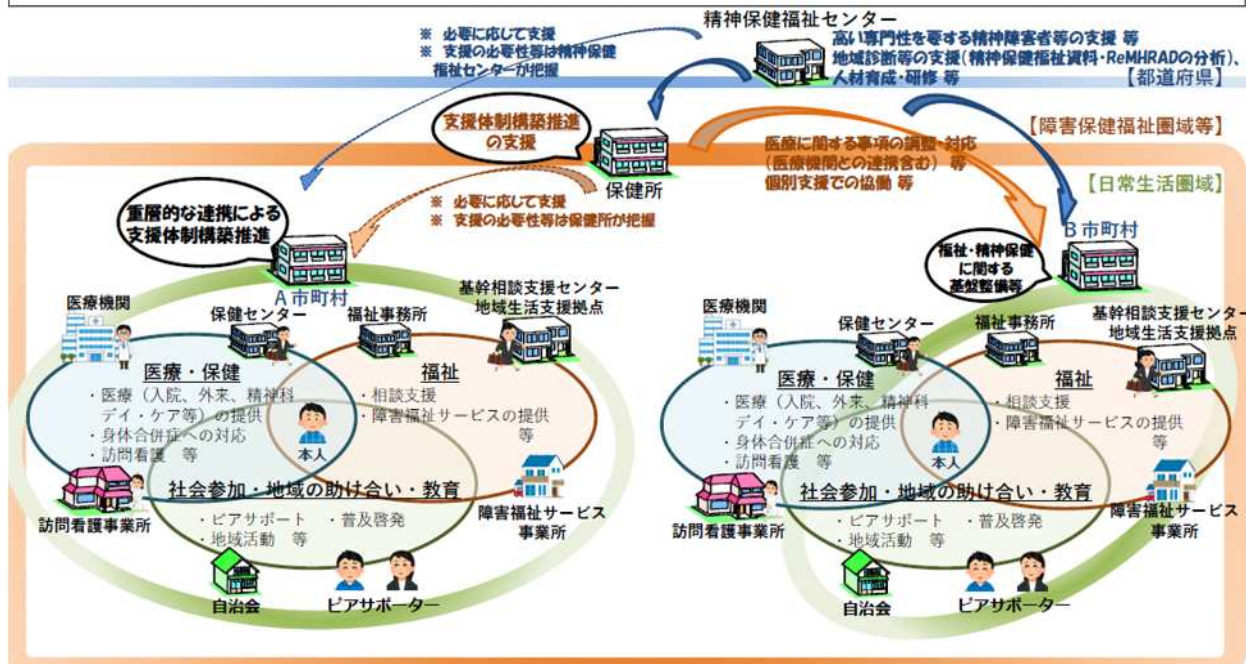 精神保健福祉センター
高い専門性を要する精神障害者等の支援 等
地域診断等の支援(精神保健福祉資料・ReMHRADの分析)、
人材育成・研修 等
【都道府県】
※ 必要に応じて支援
※ 支援の必要性等は精神保健
福祉センターが把握
支援体制構築推進
の支援
保健所
【障害保健福祉圏域等】
医療に関する事項の調整・対応
(医療機関との連携含む) 等
個別支援での協働 等
【日常生活圏域】
※ 必要に応じて支援
※ 支援の必要性等は保健所が把握
重層的な連携による
支援体制構築推進
A市町村
医療機関
保健センター
福祉事務所
基幹相談支援センター
地域生活支援拠点
医療・保健
・医療（入院、外来、精神科
デイ・ケア等）の提供
・身体合併症への対応
・訪問看護 等
福祉
・相談支援
・障害福祉サービスの提供
等
本人
社会参加・地域の助け合い・教育
・ピアサポート ・普及啓発
・地域活動 等
訪問看護事業所
障害福祉サービス
事業所
自治会
ピアサポーター
B市町村
福祉・精神保健
に関する
基盤整備等
医療機関
保健センター
福祉事務所
基幹相談支援センター
地域生活支援拠点
医療・保健
・医療（入院、外来、精神科
デイ・ケア等）の提供
・身体合併症への対応
・訪問看護 等
福祉
・相談支援
・障害福祉サービスの提供
等
本人
社会参加・地域の助け合い・教育
・ピアサポート ・普及啓発
・地域活動 等
訪問看護事業所
障害福祉サービス
事業所
自治会
ピアサポーター